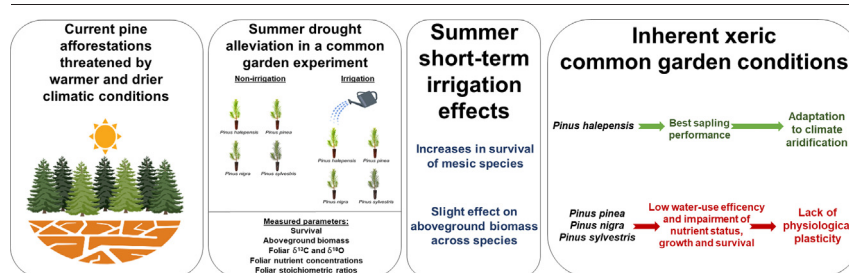 Current pine
afforestations
threatened by
warmer and drier
climatic conditions
Summer drought
alleviation in a common
garden experiment
Non-irrigation
Irrigation
Pinus halepensis
Pinus pinea
Pinus nigra
Pinus sylvestris
Pinus halepensis
Pinus pinea
Pinus nigra
Pinus sylvestris
Measured parameters:
Survival
Aboveground biomass
Foliar δ13C and δ18O
Foliar nutrient concentrations
Foliar stoichiometric ratios
Summer
short-term
irrigation
effects
Increases in survival
of mesic species
Slight effect on
aboveground biomass
across species
Inherent xeric
common garden conditions
Pinus halepensis
Best sapling
performance
Adaptation
to climate
aridification
Pinus pinea
Pinus nigra
Pinus sylvestris
Low water-use efficency
and impairment of
nutrient status,
growth and survival
Lack of
physiological
plasticity